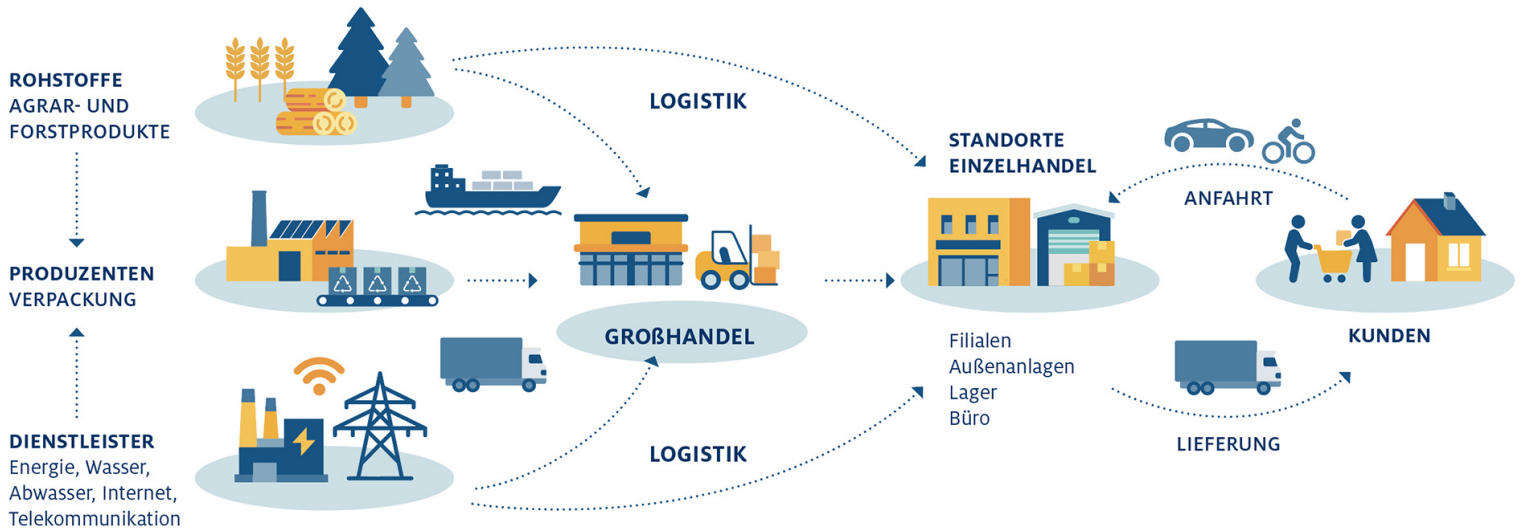 ROHSTOFFE
AGRAR- UND
FORSTPRODUKTE
PRODUZENTEN
VERPACKUNG
DIENSTLEISTER
Energie, Wasser,
Abwasser, Internet,
Telekommunikation
LOGISTIK
GROßHANDEL
LOGISTIK
STANDORTE
EINZELHANDEL
Filialen
Außenanlagen
Lager
Büro
ANFAHRT
KUNDEN
LIEFERUNG